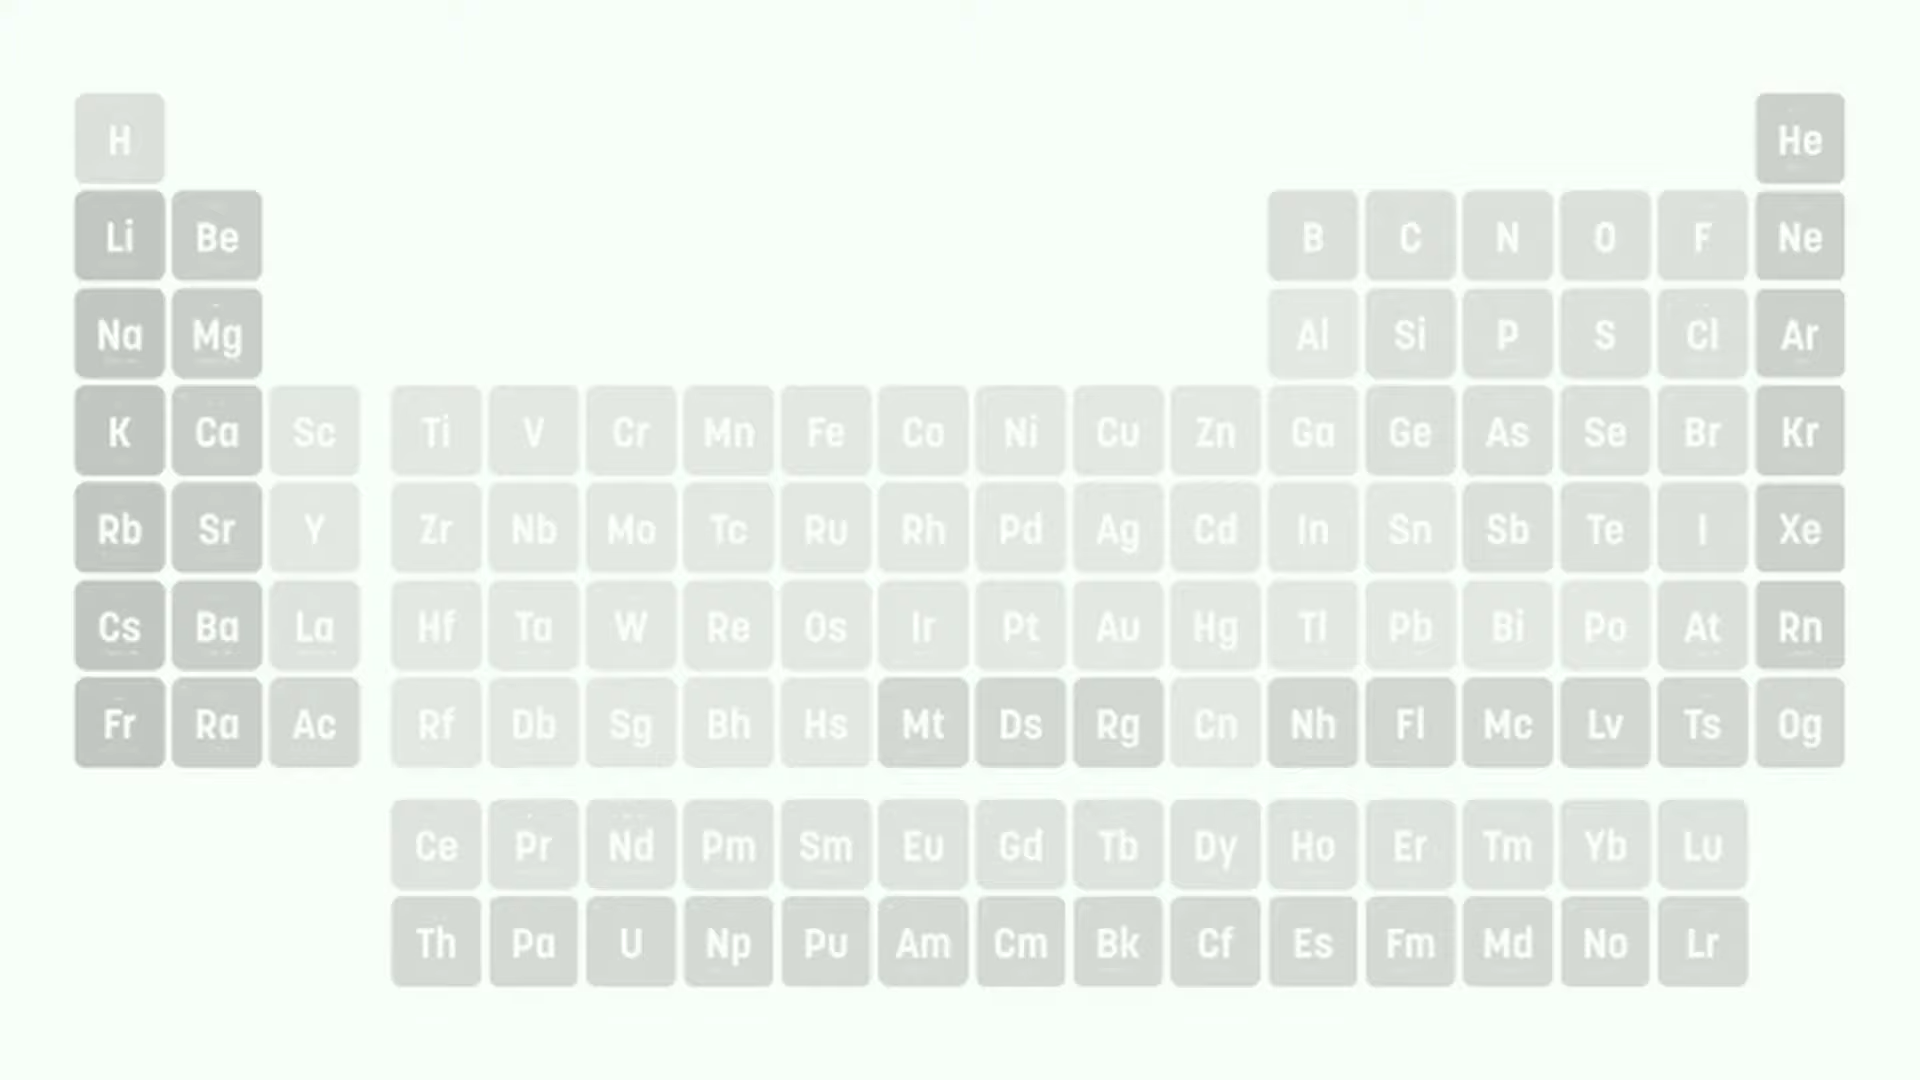 H He
Li Be B C N O F Ne
Na Mg Al Si P S Cl Ar
K Ca Sc Ti V Cr Mn Fe Co Ni Cu Zn Ga Ge As Se Br Kr
Rb Sr Y Zr Nb Mo Tc Ru Rh Pd Ag Cd In Sn Sb Te I Xe
Cs Ba La Hf Ta W Re Os Ir Pt Au Hg Tl Pb Bi Po At Rn
Fr Ra Ac Rf Db Sg Bh Hs Mt Ds Rg Cn Nh Fl Mc Lv Ts Og
Ce Pr Nd Pm Sm Eu Gd Tb Dy Ho Er Tm Yb Lu
Th Pa U Np Pu Am Cm Bk Cf Es Fm Md No Lr